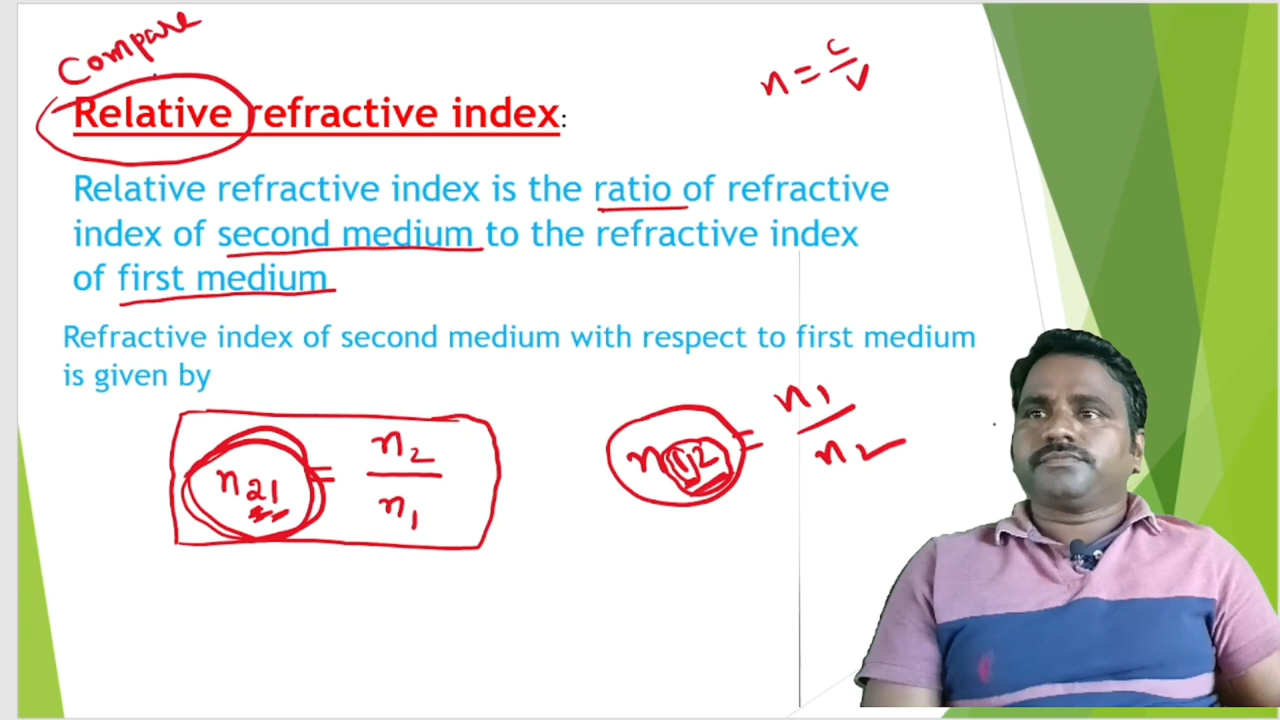 Compare
n = c/v
Relative refractive index:
Relative refractive index is the ratio of refractive
index of second medium to the refractive index
of first medium
Refractive index of second medium with respect to first medium
is given by
n21 = n2/n1
n12 = n1/n2